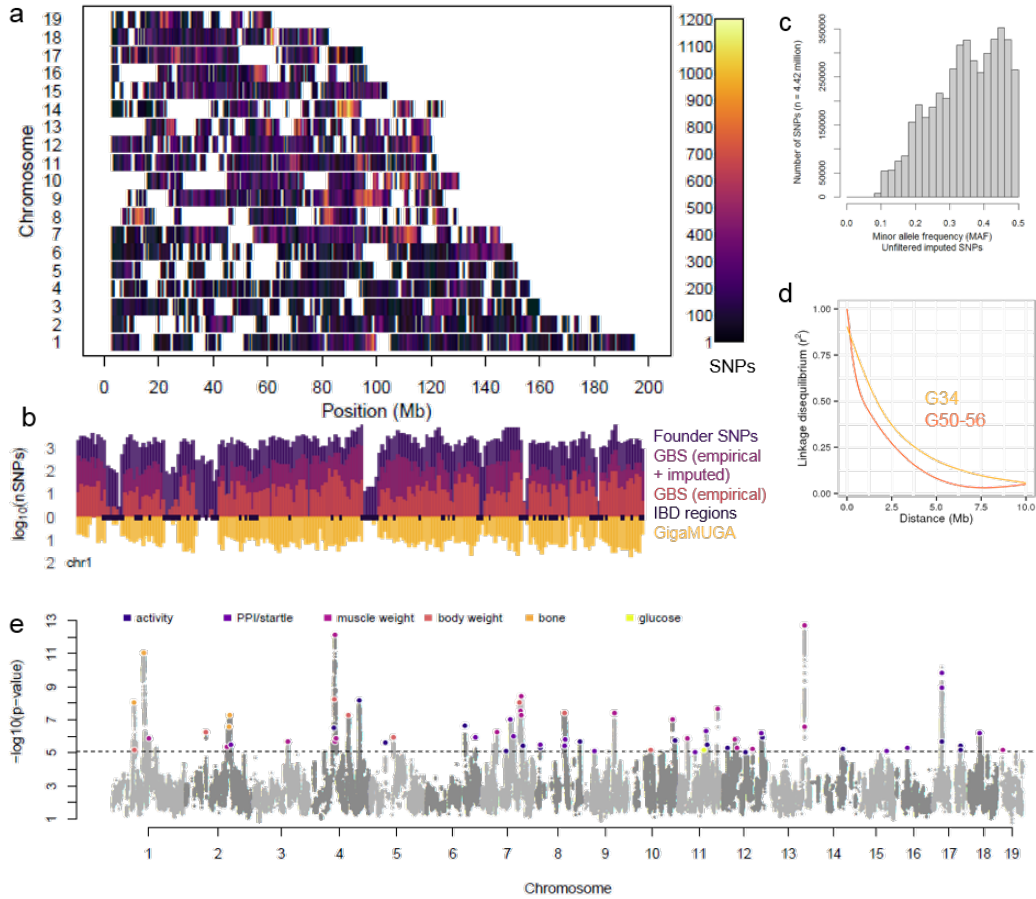 a
19
18
17
16
15
14
13
12
11
10
9
8
7
6
5
4
3
2
1
Chromosome
0 20 40 60 80 100 120 140 160 180 200
Position (Mb)
1200
1100
1000
900
800
700
600
500
400
300
200
100
1
SNPs
b
3
2
1
0
1
2
log10(nSNPs)
chr1
Founder SNPs
GBS (empirical
+ imputed)
GBS (empirical)
IBD regions
GigaMUGA
c
Number of SNPs (n = 4.42 million)
350000
250000
150000
50000
0
0.0 0.1 0.2 0.3 0.4 0.5
Minor allele frequency (MAF)
Unfiltered imputed SNPs
d
Linkage disequilibrium (r²)
1.00
0.75
0.50
0.25
0.00
G34
G50-56
0.0 2.5 5.0 7.5 10.0
Distance (Mb)
e
activity PPI/startle muscle weight body weight bone glucose
−log10(p-value)
13
11
9
7
5
3
1
1 2 3 4 5 6 7 8 9 10 11 12 13 14 15 16 17 18 19
Chromosome